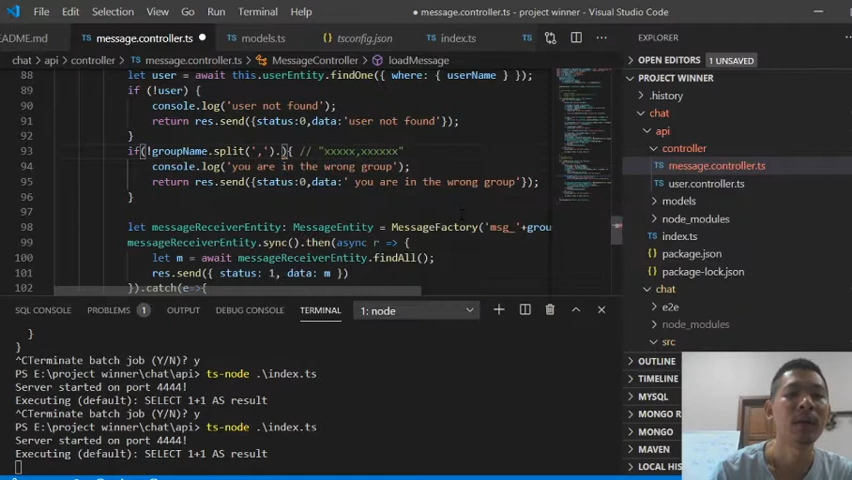 File Edit Selection View Go Run Terminal Help
● message.controller.ts - project winner - Visual Studio Code
README.md
TS message.controller.ts ●
TS models.ts
tsconfig.json
TS index.ts
chat > api > controller > TS message.controller.ts > MessageController > loadMessage
88 let user = await this.userEntity.findOne({ where: { userName } });
89 if (!user) {
90 console.log('user not found');
91 return res.send({status:0,data:'user not found'});
92 }
93 if(!groupName.split(',').){ // "xxxxx,xxxxxx"
94 console.log('you are in the wrong group');
95 return res.send({status:0,data:' you are in the wrong group'});
96 }
97
98 let messageReceiverEntity: MessageEntity = MessageFactory('msg_'+grou
99 messageReceiverEntity.sync().then(async r => {
100 let m = await messageReceiverEntity.findAll();
101 res.send({ status: 1, data: m })
102 }).catch(e=>{
SQL CONSOLE PROBLEMS 1 OUTPUT DEBUG CONSOLE TERMINAL 1: node
}
}
^CTerminate batch job (Y/N)? y
PS E:\project winner\chat\api> ts-node .\index.ts
Server started on port 4444!
Executing (default): SELECT 1+1 AS result
^CTerminate batch job (Y/N)? y
PS E:\project winner\chat\api> ts-node .\index.ts
Server started on port 4444!
Executing (default): SELECT 1+1 AS result
EXPLORER
OPEN EDITORS 1 UNSAVED
PROJECT WINNER
.history
chat
api
controller
TS message.controller.ts
TS user.controller.ts
models
node_modules
TS index.ts
package.json
package-lock.json
chat
e2e
node_modules
src
OUTLINE
TIMELINE
MYSQL
MONGO R
MONGO
MAVEN
LOCAL HIS